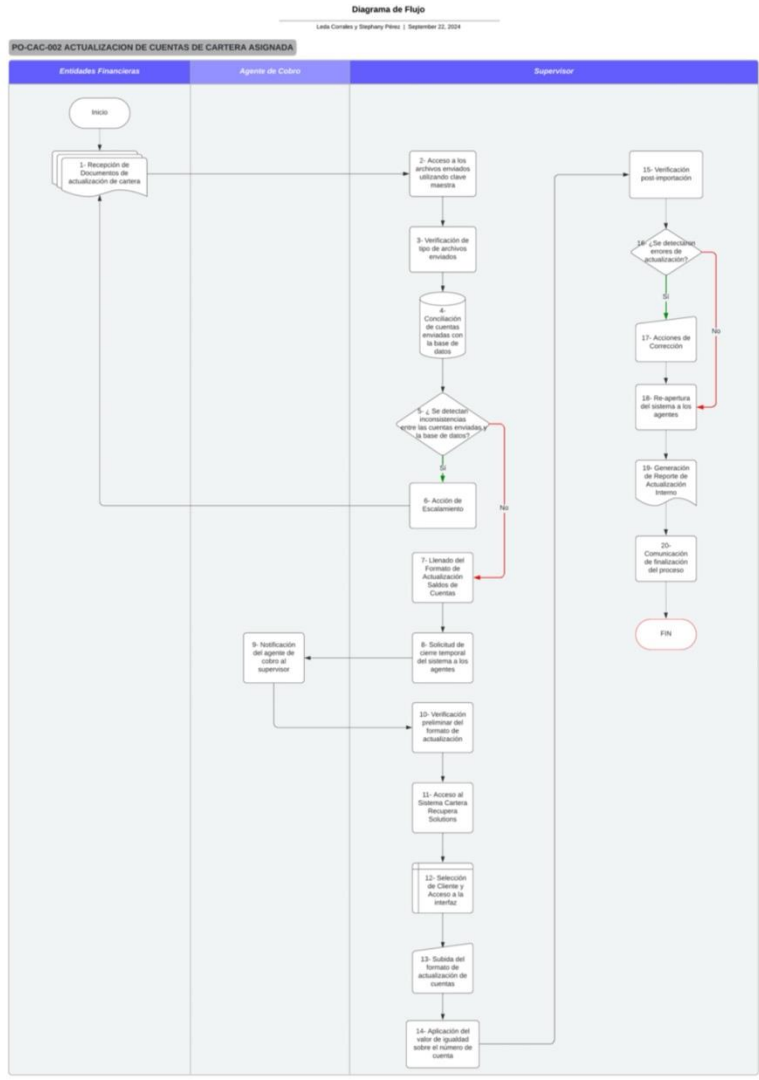 Diagrama de Flujo
Leda Corrales y Stephany Pérez | September 22, 2024
PO-CAC-002 ACTUALIZACION DE CUENTAS DE CARTERA ASIGNADA
Entidades Financieras
Agente de Cobro
Supervisor
Inicio
1- Recepción de
Documentos de
actualización de cartera
2- Acceso a los
archivos enviados
utilizando clave
maestra
3- Verificación de
tipo de archivos
enviados
4-
Conciliación
de cuentas
enviadas con
la base de
datos
5- ¿ Se detectan
inconsistencias
entre las cuentas enviadas y
la base de datos?
Si
No
6- Acción de
Escalamiento
7- Llenado del
Formato de
Actualización
Saldos de
Cuentas
8- Solicitud de
cierre temporal
del sistema a los
agentes
9- Notificación
del agente de
cobro al
supervisor
10- Verificación
preliminar del
formato de
actualización
11- Acceso al
Sistema Cartera
Recupera
Solutions
12- Selección
de Cliente y
Acceso a la
interfaz
13- Subida del
formato de
actualización de
cuentas
14- Aplicación del
valor de igualdad
sobre el número de
cuenta
15- Verificación
post-importación
16- ¿Se detectaron
errores de
actualización?
Si
No
17- Acciones de
Corrección
18- Re-apertura
del sistema a los
agentes
19- Generación
de Reporte de
Actualización
Interno
20-
Comunicación
de finalización
del proceso
FIN